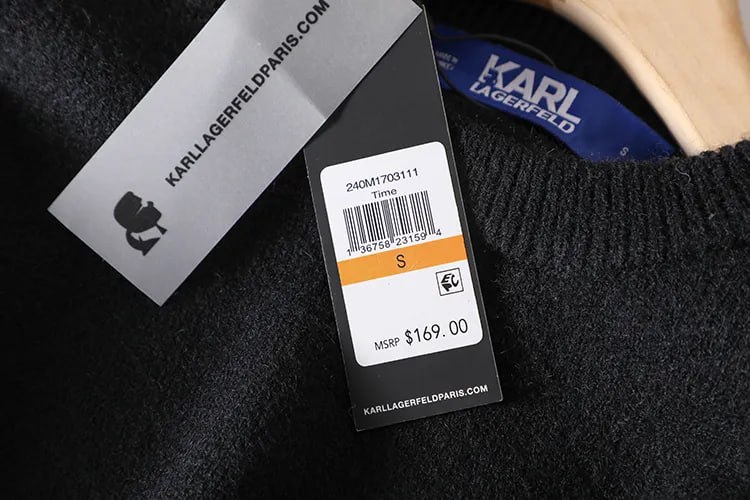 KARLLAGERFELDPARIS.COM
KARL
LAGERFELD
S
240M1703111
Time
1 36758 23159 4
S
MSRP $169.00
KARLLAGERFELDPARIS.COM